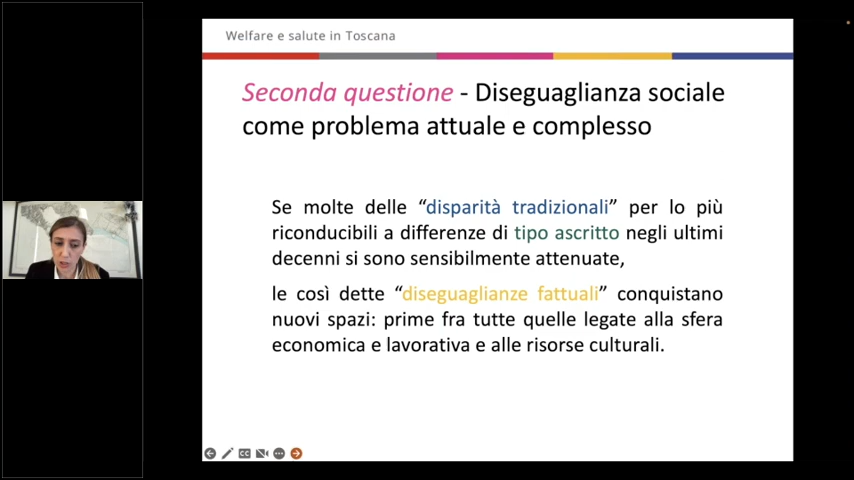 Welfare e salute in Toscana
Seconda questione - Diseguaglianza sociale
come problema attuale e complesso
Se molte delle “disparità tradizionali” per lo più
riconducibili a differenze di tipo ascritto negli ultimi
decenni si sono sensibilmente attenuate,
le così dette “diseguaglianze fattuali” conquistano
nuovi spazi: prime fra tutte quelle legate alla sfera
economica e lavorativa e alle risorse culturali.
CC